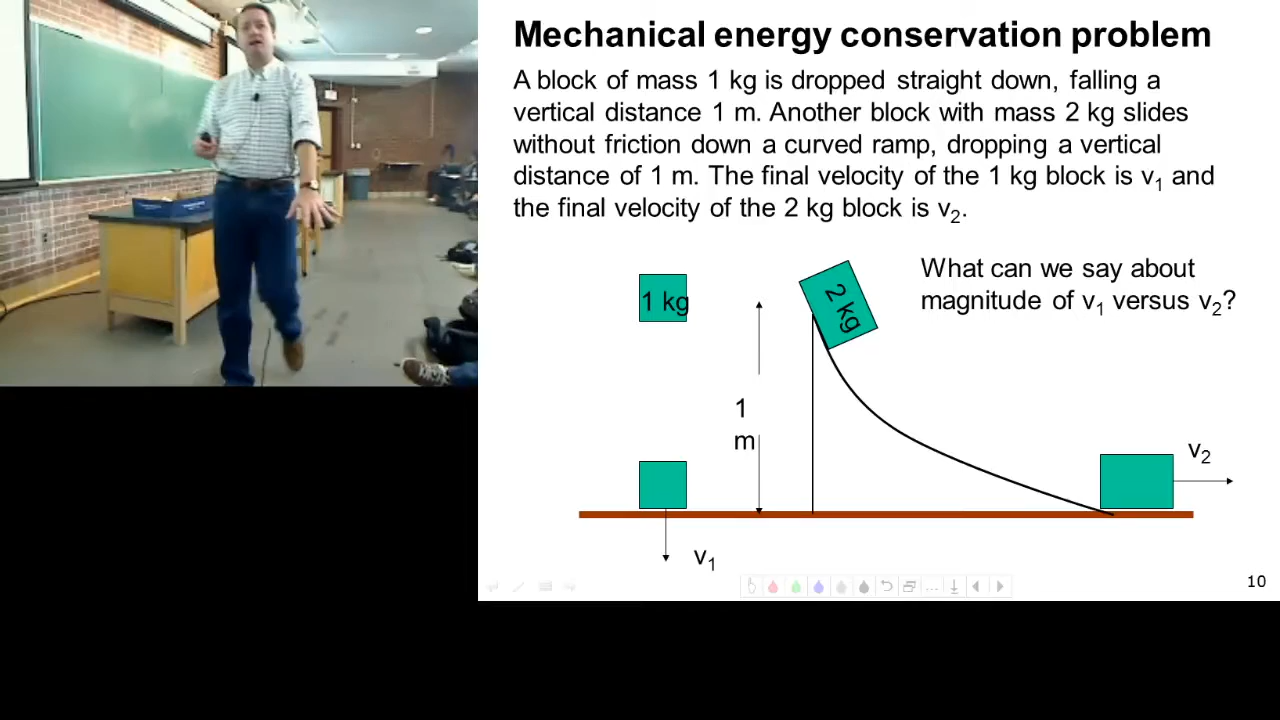 Mechanical energy conservation problem
A block of mass 1 kg is dropped straight down, falling a
vertical distance 1 m. Another block with mass 2 kg slides
without friction down a curved ramp, dropping a vertical
distance of 1 m. The final velocity of the 1 kg block is v₁ and
the final velocity of the 2 kg block is v₂.
What can we say about
magnitude of v₁ versus v₂?
1 kg
2 kg
1
m
v₂
v₁
10